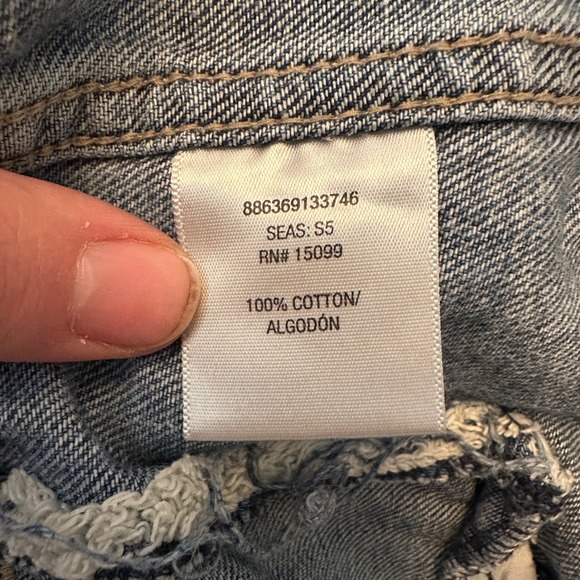 886369133746
SEAS: S5
RN# 15099
100% COTTON/
ALGODÓN